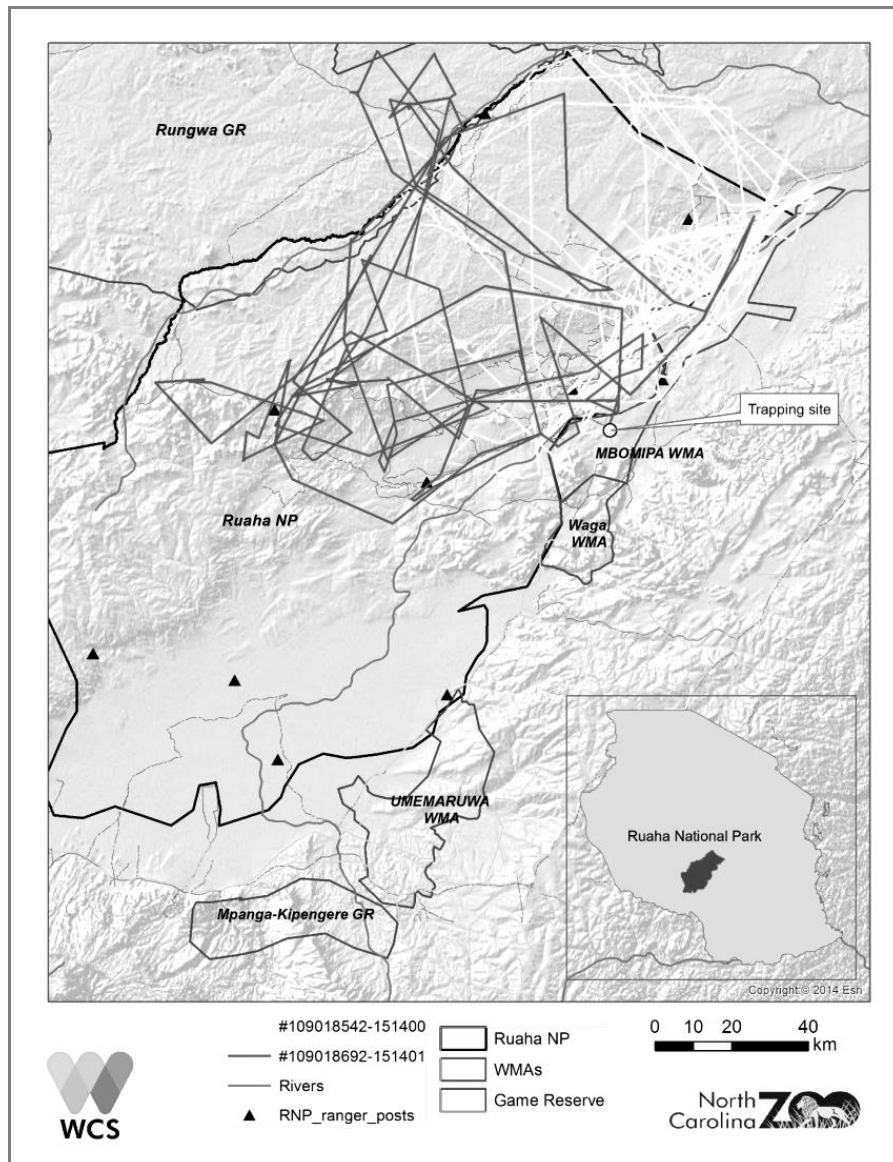 Rungwa GR
Trapping site
MBOMIPA WMA
Ruaha NP
Waga
WMA
UMEMARUWA
WMA
Mpanga-Kipengere GR
Ruaha National Park
Copyright:© 2014 Esri
#109018542-151400
#109018692-151401
Rivers
RNP_ranger_posts
Ruaha NP
WMAs
Game Reserve
0 10 20 40
km
WCS
North
Carolina ZOO